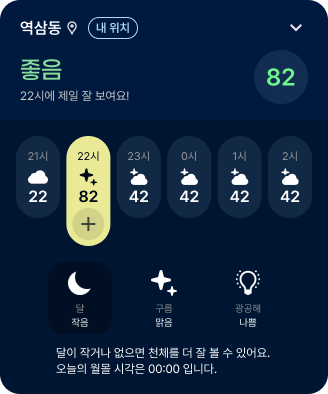 역삼동 내 위치
좋음
82
22시에 제일 잘 보여요!
21시 22시 23시 0시 1시 2시
22 82 42 42 42 42
달 구름 광공해
작음 맑음 나쁨
달이 작거나 없으면 천체를 더 잘 볼 수 있어요.
오늘의 월몰 시각은 00:00 입니다.